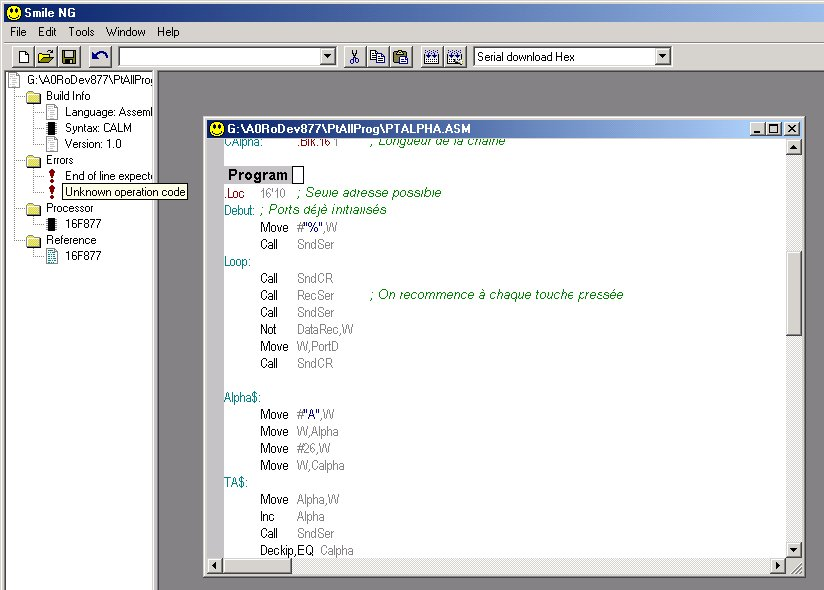 Smile NG
File Edit Tools Window Help
Serial download Hex
G:\A0RoDev877\PtAllProg
Build Info
Language: Assemb
Syntax: CALM
Version: 1.0
Errors
End of line expecte
Unknown operation code
Processor
16F877
Reference
16F877
G:\A0RoDev877\PtAllProg\PTALPHA.ASM
CAlpha: .Blk.16 1 ; Longueur de la chaîne
Program
.Loc 16'10 ; Seule adresse possible
Debut: ; Ports déjè initialisés
Move #"%",W
Call SndSer
Loop:
Call SndCR
Call RecSer ; On recommence à chaque touche pressée
Call SndSer
Not DataRec,W
Move W,PortD
Call SndCR
Alpha$:
Move #"A",W
Move W,Alpha
Move #26,W
Move W,Calpha
TA$:
Move Alpha,W
Inc Alpha
Call SndSer
Deckip,EQ Calpha